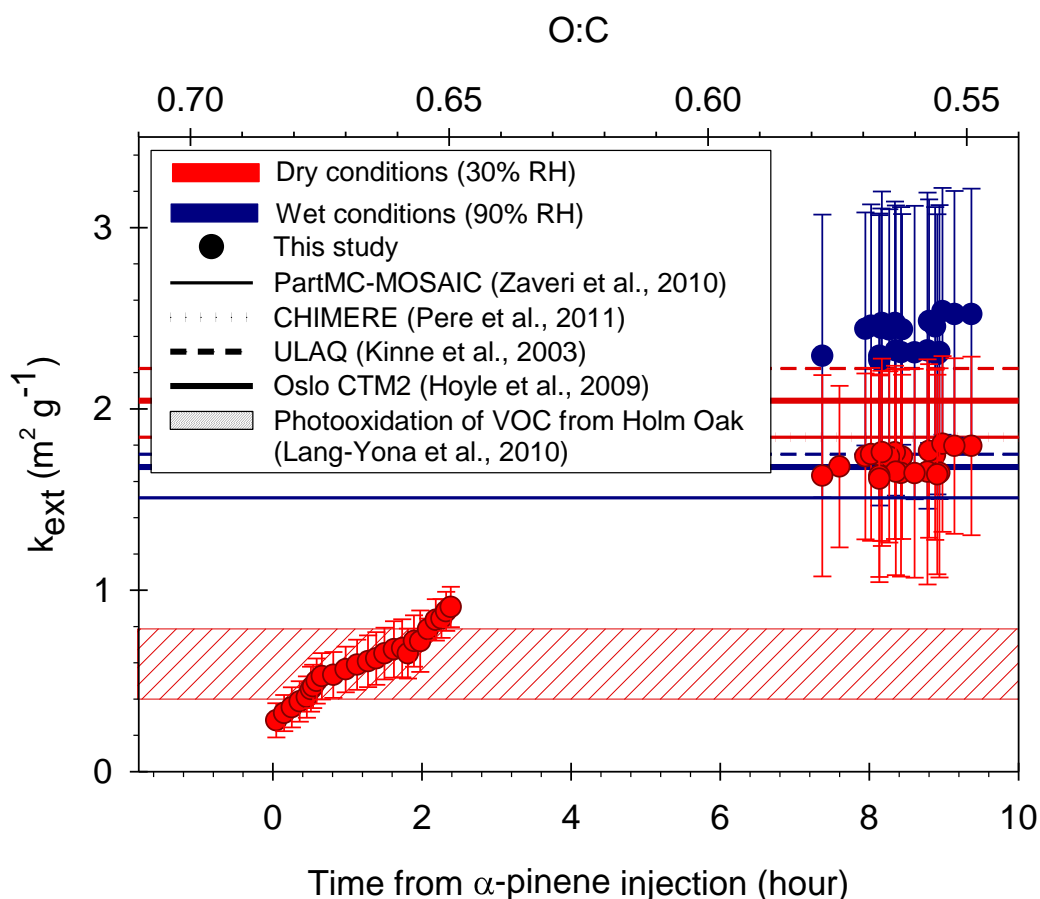 O:C
0.70 0.65 0.60 0.55
Dry conditions (30% RH)
Wet conditions (90% RH)
This study
PartMC-MOSAIC (Zaveri et al., 2010)
CHIMERE (Pere et al., 2011)
ULAQ (Kinne et al., 2003)
Oslo CTM2 (Hoyle et al., 2009)
Photooxidation of VOC from Holm Oak
(Lang-Yona et al., 2010)
3
2
1
0
k_ext (m² g⁻¹)
0 2 4 6 8 10
Time from α-pinene injection (hour)